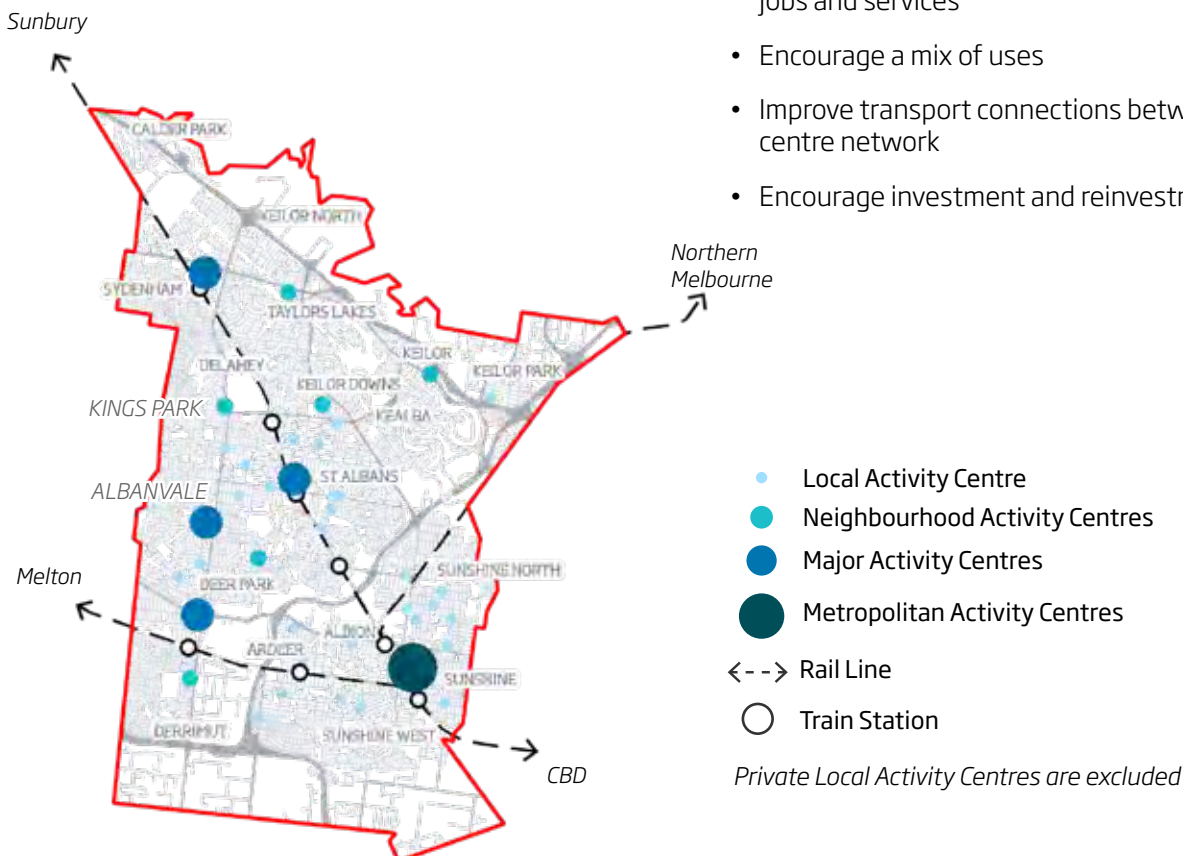 Sunbury
jobs and services
• Encourage a mix of uses
• Improve transport connections betw
centre network
• Encourage investment and reinvestm
CALDER PARK
KEILOR NORTH
Northern
Melbourne
SYDENHAM
TAYLORS LAKES
DELAHEY
KEILOR
KEILOR PARK
KEILOR DOWNS
KINGS PARK
KEALBA
ST ALBANS
ALBANVALE
Local Activity Centre
Neighbourhood Activity Centres
Major Activity Centres
Metropolitan Activity Centres
Rail Line
Train Station
Private Local Activity Centres are excluded
Melton
DEER PARK
SUNSHINE NORTH
ALBION
ARDEER
SUNSHINE
DERRIMUT
SUNSHINE WEST
CBD